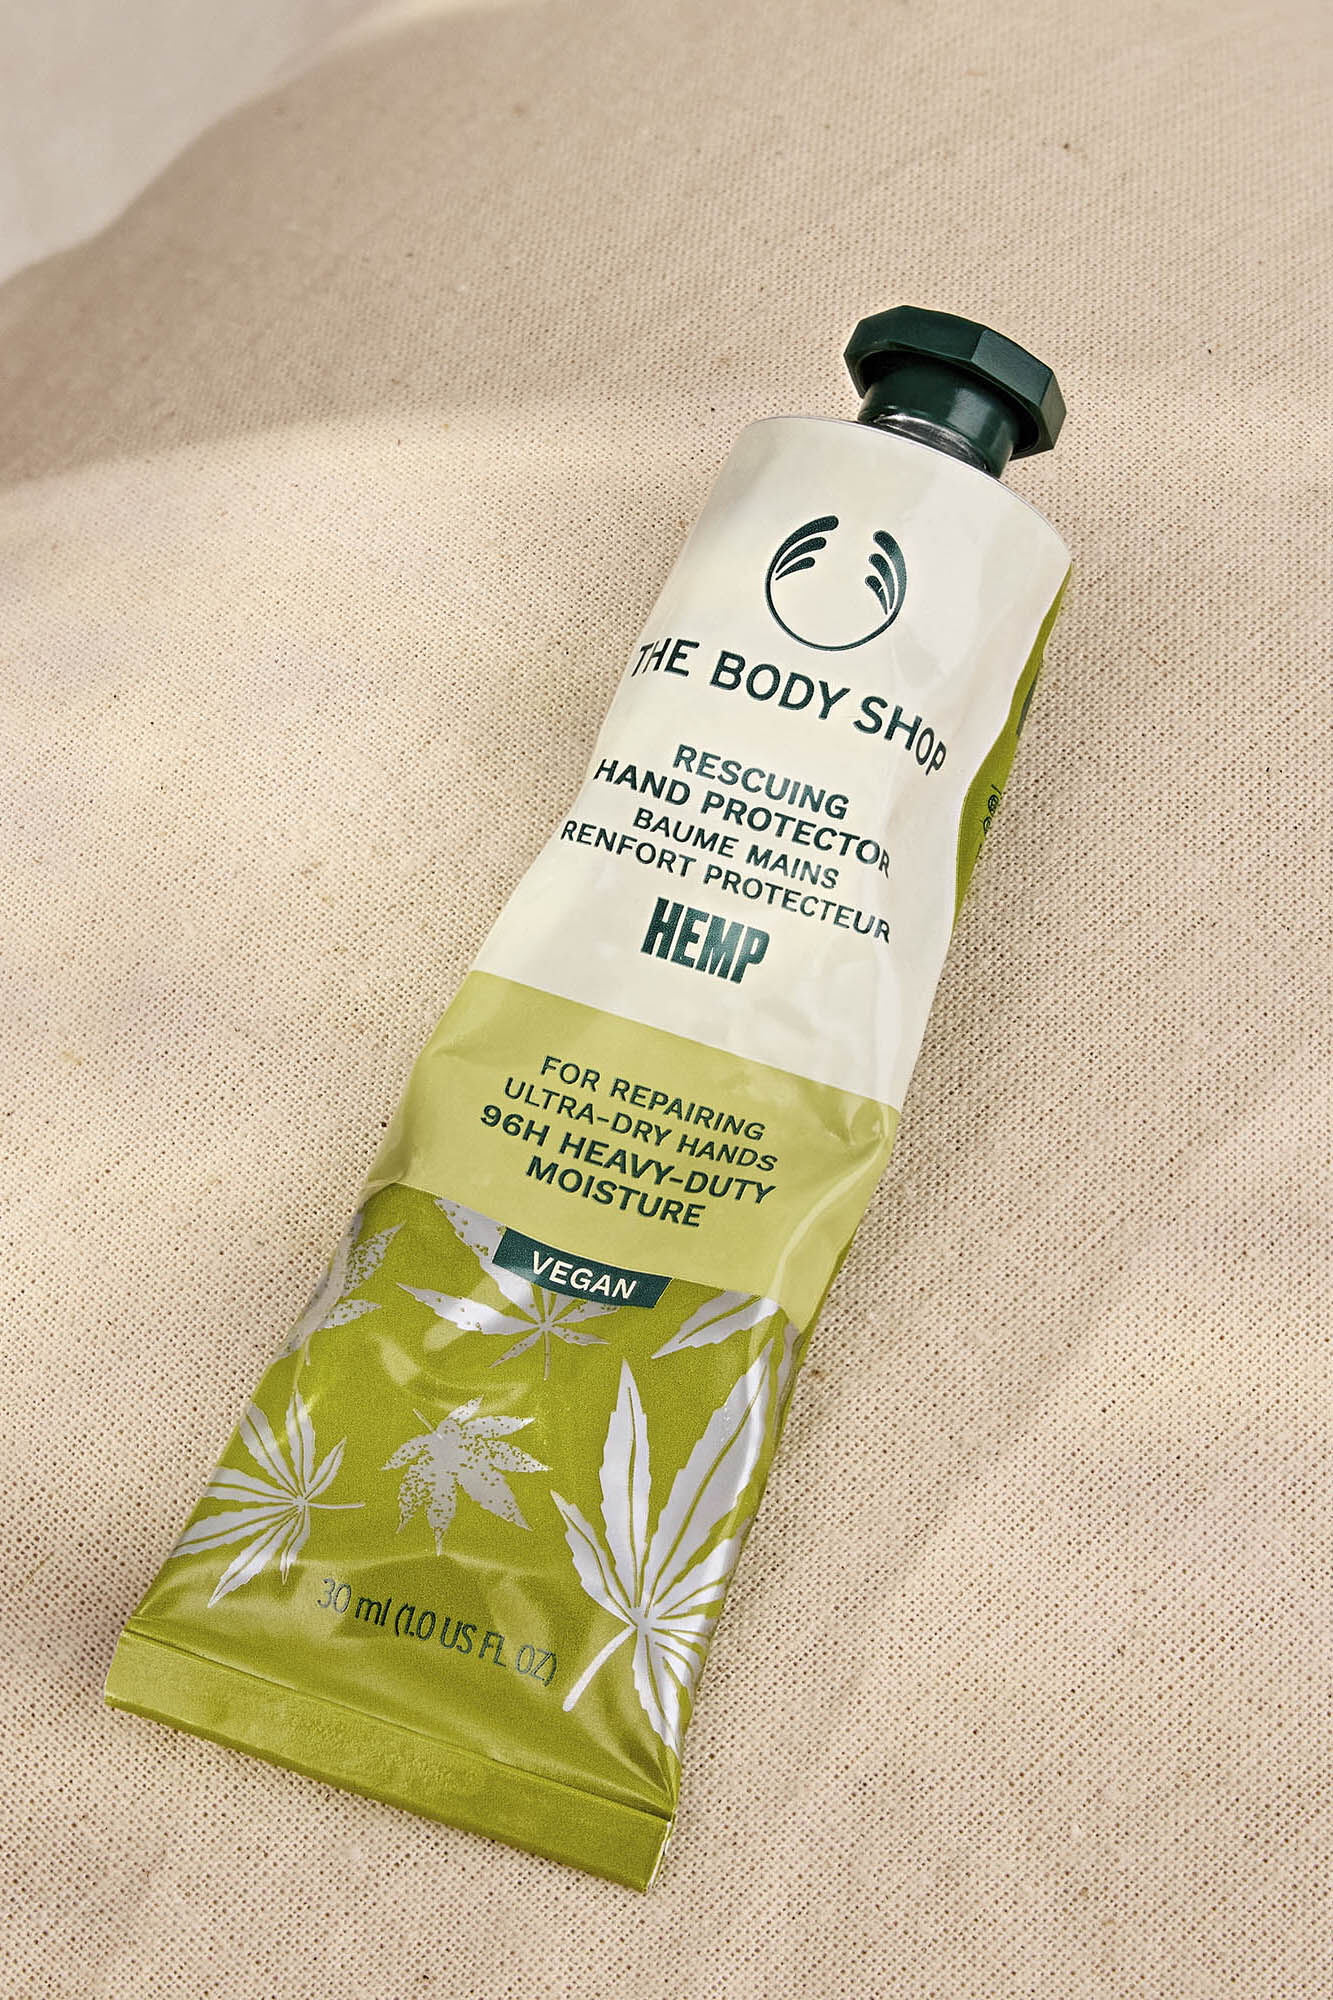 THE BODY SHOP
RESCUING
HAND PROTECTOR
BAUME MAINS
RENFORT PROTECTEUR
HEMP
FOR REPAIRING
ULTRA-DRY HANDS
96H HEAVY-DUTY
MOISTURE
VEGAN
30 ml (1.0 US FL OZ)